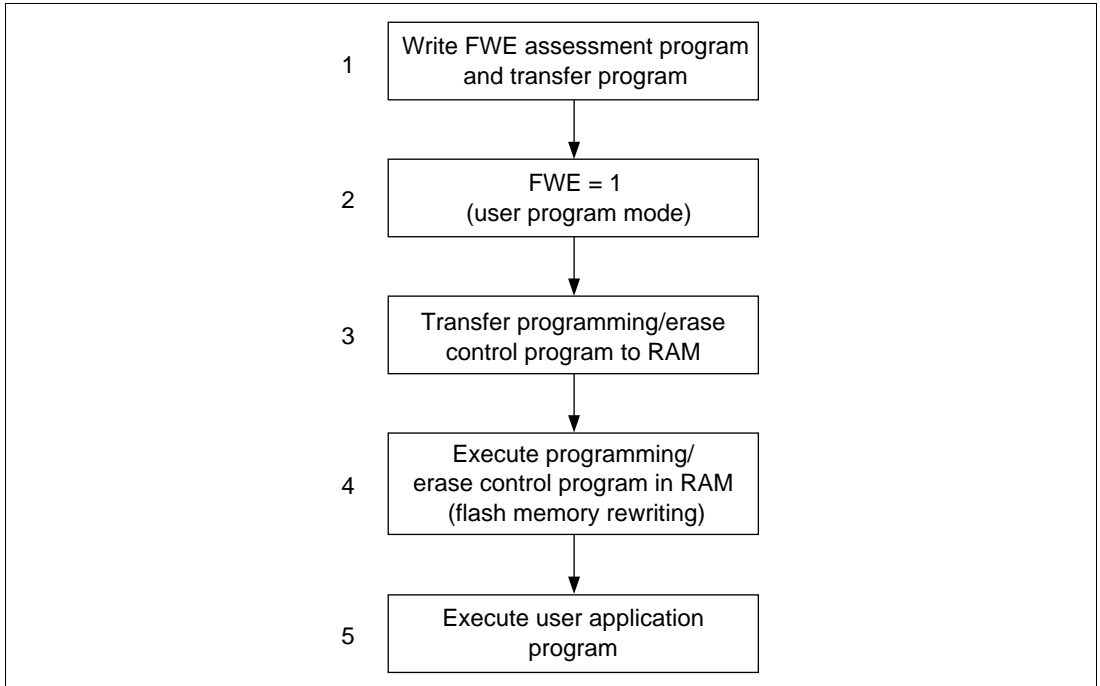 1
Write FWE assessment program
and transfer program
2
FWE = 1
(user program mode)
3
Transfer programming/erase
control program to RAM
4
Execute programming/
erase control program in RAM
(flash memory rewriting)
5
Execute user application
program